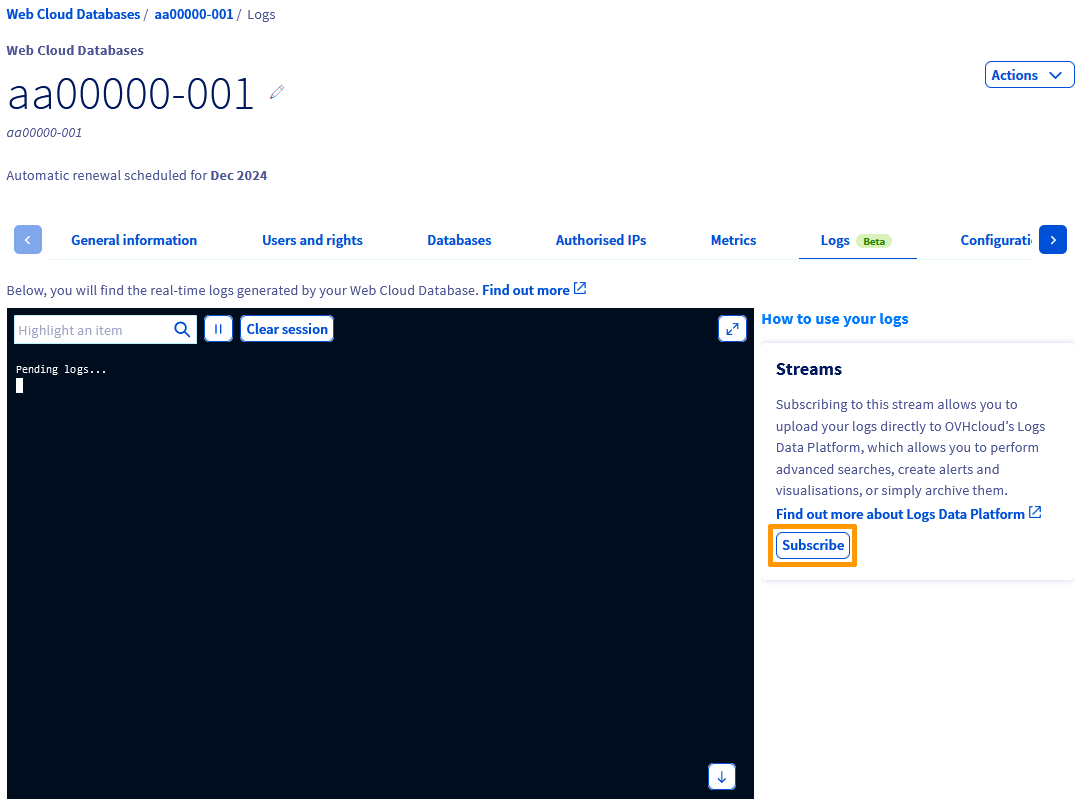 Web Cloud Databases / aa00000-001 / Logs
Web Cloud Databases
aa00000-001
Actions
aa00000-001
Automatic renewal scheduled for Dec 2024
General information Users and rights Databases Authorised IPs Metrics Logs Beta Configurati
Below, you will find the real-time logs generated by your Web Cloud Database. Find out more
Highlight an item Clear session
Pending logs...
How to use your logs
Streams
Subscribing to this stream allows you to
upload your logs directly to OVHcloud’s Logs
Data Platform, which allows you to perform
advanced searches, create alerts and
visualisations, or simply archive them.
Find out more about Logs Data Platform
Subscribe